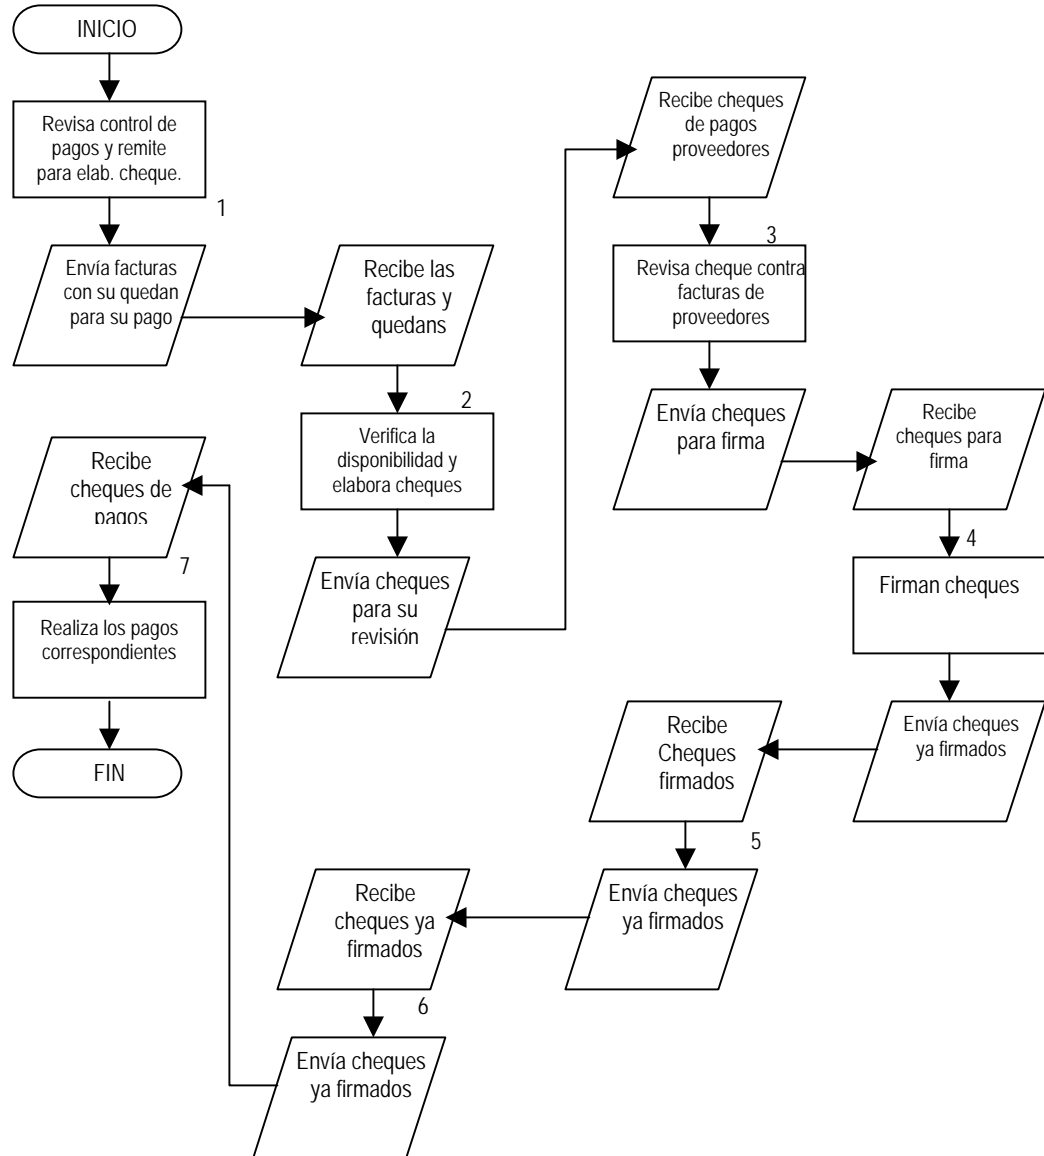 INICIO
Revisa control de
pagos y remite
para elab. cheque.
1
Envía facturas
con su quedan
para su pago
Recibe las
facturas y
quedans
2
Verifica la
disponibilidad y
elabora cheques
Envía cheques
para su
revisión
Recibe cheques
de pagos
proveedores
3
Revisa cheque contra
facturas de
proveedores
Envía cheques
para firma
Recibe
cheques para
firma
4
Firman cheques
Envía cheques
ya firmados
Recibe
Cheques
firmados
5
Envía cheques
ya firmados
Recibe
cheques ya
firmados
6
Envía cheques
ya firmados
Recibe
cheques de
pagos
7
Realiza los pagos
correspondientes
FIN